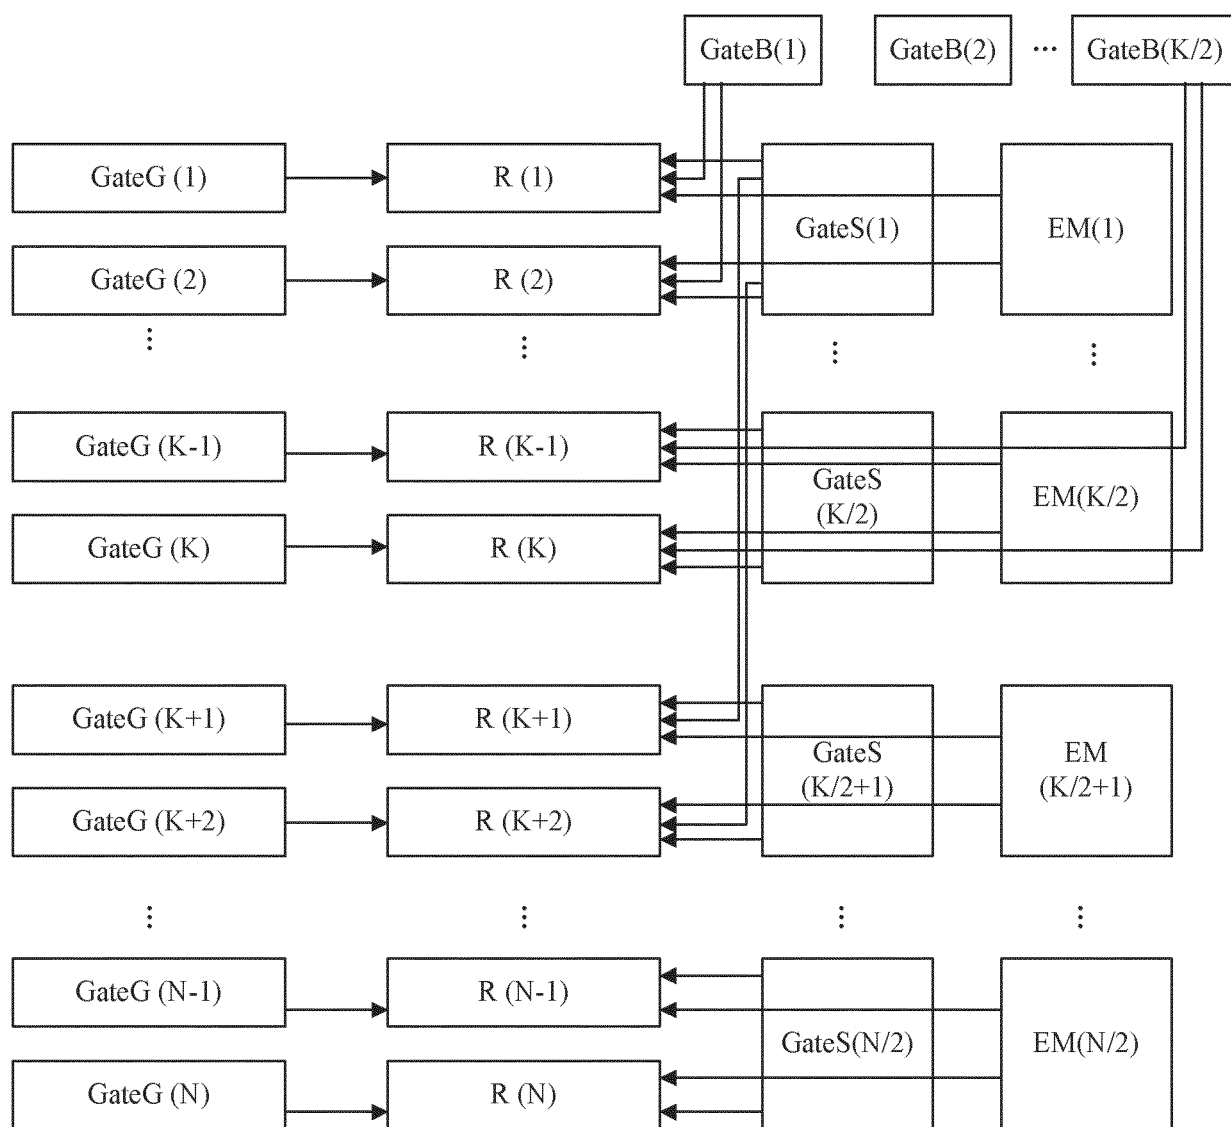 GateB(1) GateB(2) ... GateB(K/2)
GateG (1) R (1)
GateS(1) EM(1)
GateG (2) R (2)
... ... ... ...
GateG (K-1) R (K-1)
GateS
(K/2) EM(K/2)
GateG (K) R (K)
GateG (K+1) R (K+1)
GateS EM
(K/2+1) (K/2+1)
GateG (K+2) R (K+2)
... ... ... ...
GateG (N-1) R (N-1)
GateS(N/2) EM(N/2)
GateG (N) R (N)